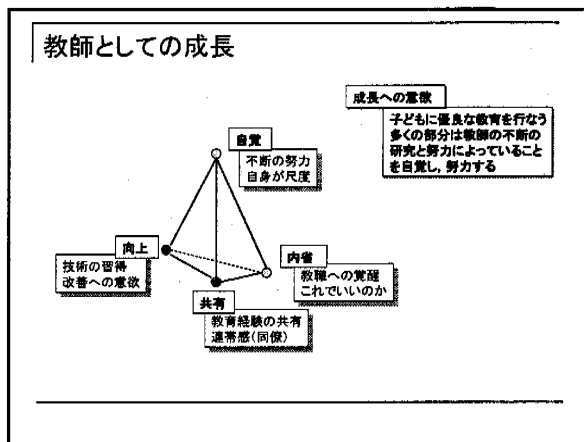 教師としての成長
成長への意欲
子どもに優良な教育を行なう
多くの部分は教師の不断の
研究と努力によっていること
を自覚し，努力する
自覚
不断の努力
自身が尺度
向上
技術の習得
改善への意欲
内省
教職への覚醒
これでいいのか
共有
教育経験の共有
連帯感(同僚)